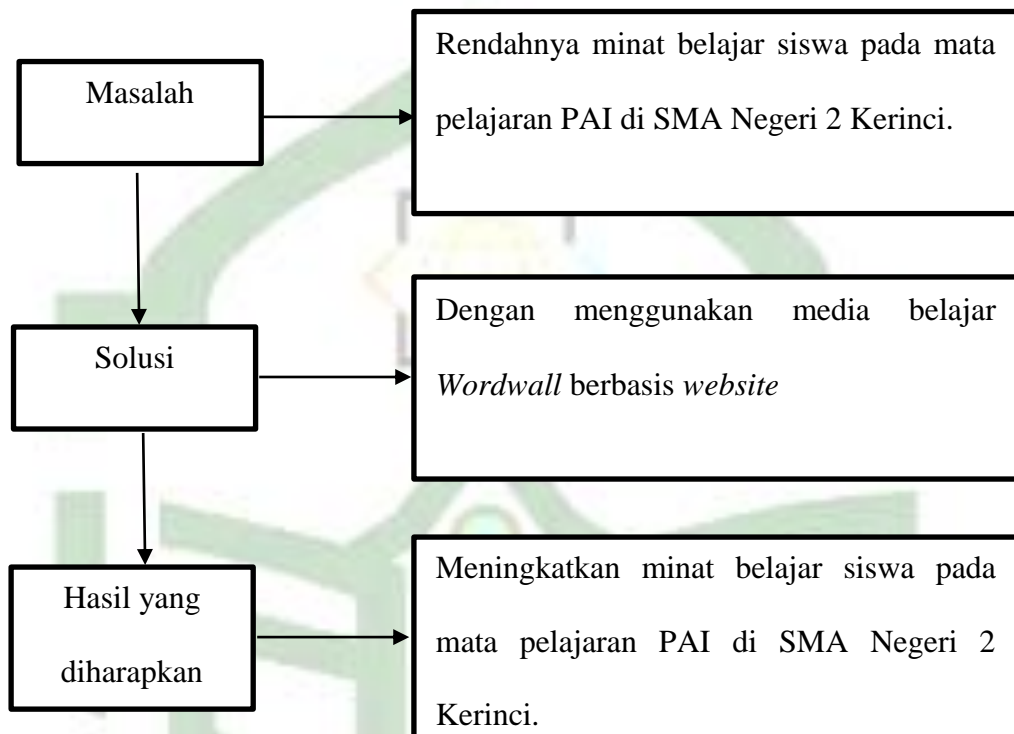 Masalah
Rendahnya minat belajar siswa pada mata
pelajaran PAI di SMA Negeri 2 Kerinci.
Solusi
Dengan menggunakan media belajar
Wordwall berbasis website
Hasil yang
diharapkan
Meningkatkan minat belajar siswa pada
mata pelajaran PAI di SMA Negeri 2
Kerinci.